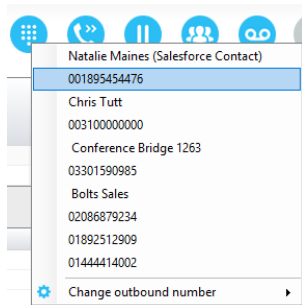 Natalie Maines (Salesforce Contact)
001895454476
Chris Tutt
003100000000
Conference Bridge 1263
03301590985
Bolts Sales
02086879234
01892512909
01444414002
Change outbound number